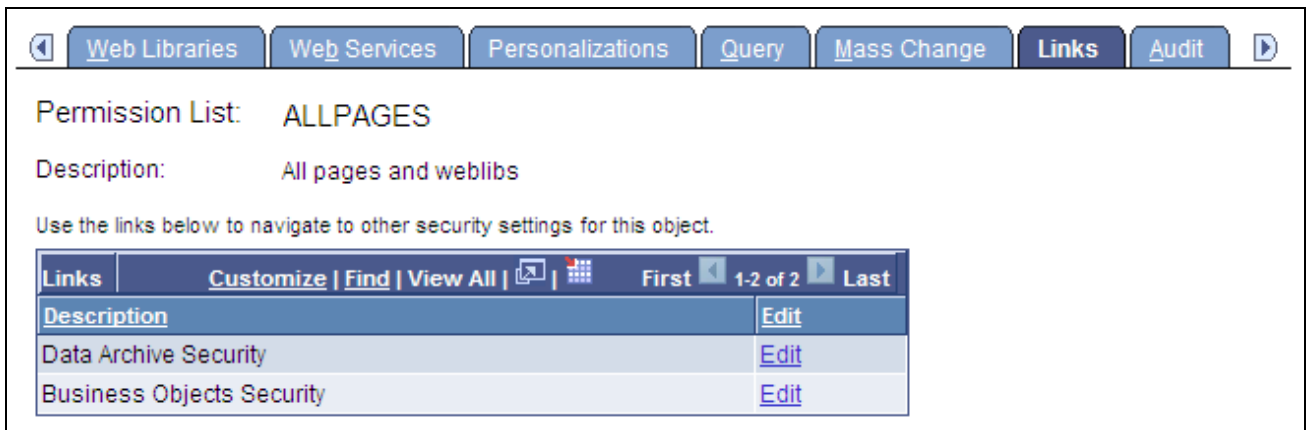 Web Libraries Web Services Personalizations Query Mass Change Links Audit
Permission List: ALLPAGES
Description: All pages and weblibs
Use the links below to navigate to other security settings for this object.
Links Customize | Find | View All | | First 1-2 of 2 Last
Description Edit
Data Archive Security Edit
Business Objects Security Edit